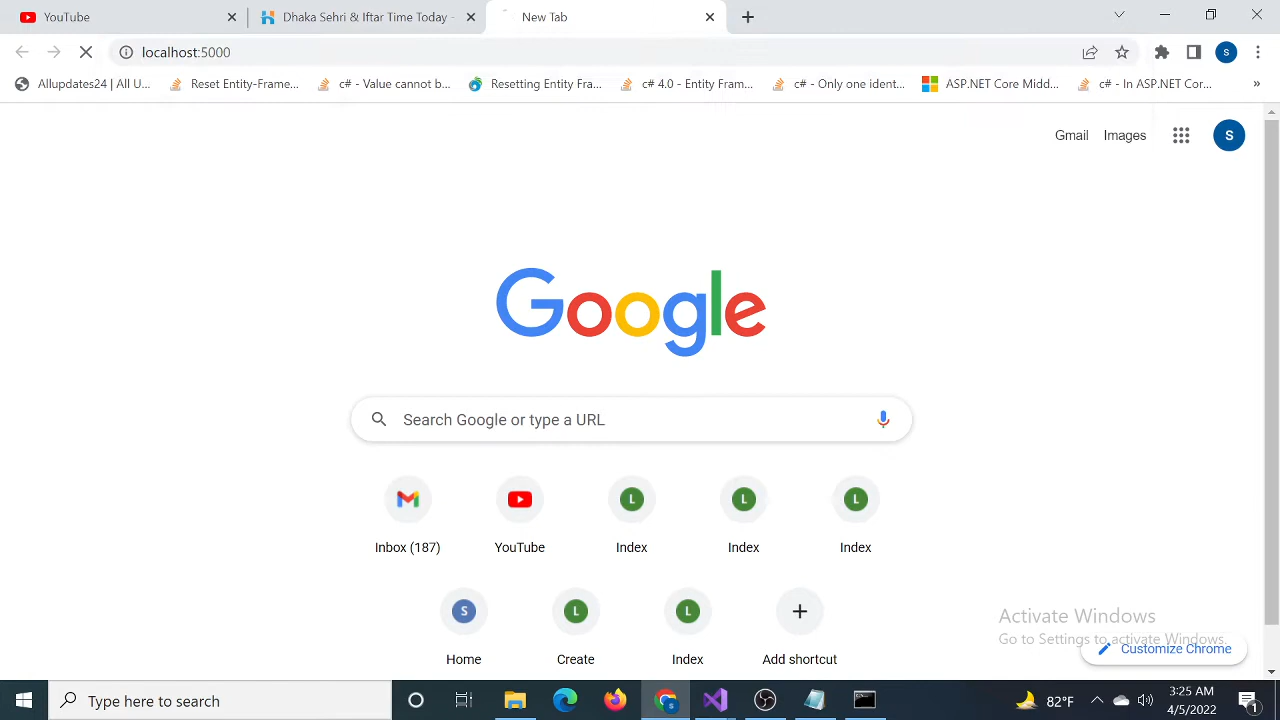 YouTube
Dhaka Sehri & Iftar Time Today -
New Tab
localhost:5000
S
Allupdates24 | All U...
Reset Entity-Frame...
c# - Value cannot b...
Resetting Entity Fra...
c# 4.0 - Entity Fram...
c# - Only one ident...
ASP.NET Core Midd...
c# - In ASP.NET Cor...
»
Gmail
Images
S
Google
Search Google or type a URL
L
L
L
Inbox (187)
YouTube
Index
Index
Index
S
L
L
Home
Create
Index
Add shortcut
Activate Windows
Go to Settings to activate Windows.
Customize Chrome
Type here to search
S
82°F
3:25 AM
4/5/2022
1